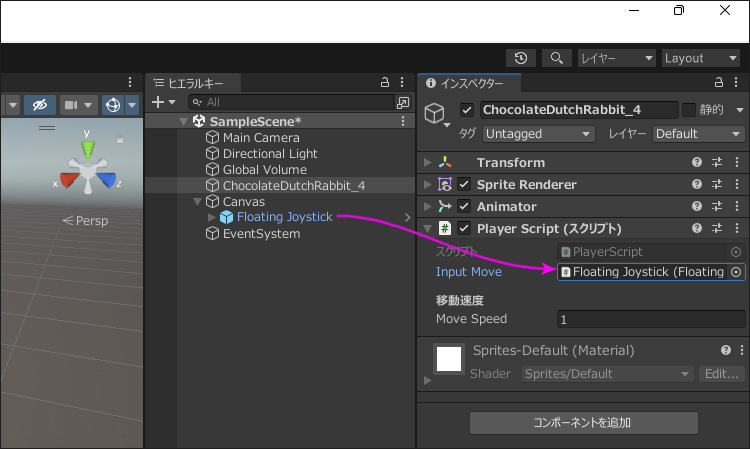 レイヤー
Layout
ヒエラルキー
All
SampleScene*
Main Camera
Directional Light
Global Volume
ChocolateDutchRabbit_4
Canvas
Floating Joystick
EventSystem
y
x
z
Persp
インスペクター
ChocolateDutchRabbit_4
静的
タグ
Untagged
レイヤー
Default
Transform
Sprite Renderer
Animator
Player Script (スクリプト)
スクリプト
PlayerScript
Input Move
Floating Joystick (Floating
移動速度
Move Speed
1
Sprites-Default (Material)
Shader
Sprites/Default
Edit...
コンポーネントを追加